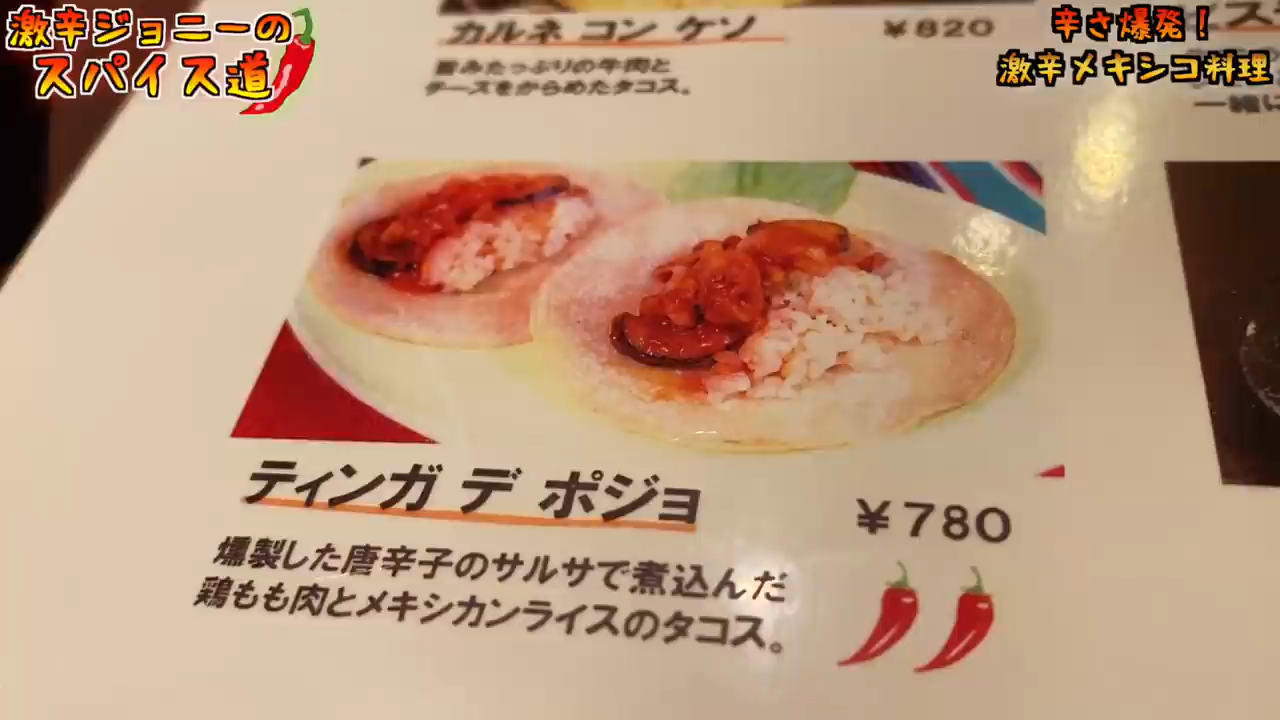 激辛ジョニーの
スパイス道
辛さ爆発！
激辛メキシコ料理
カルネ コン ケソ ￥820
旨みたっぷりの牛肉と
チーズをからめたタコス。
一緒に
ティンガ デ ポジョ ￥780
燻製した唐辛子のサルサで煮込んだ
鶏もも肉とメキシカンライスのタコス。